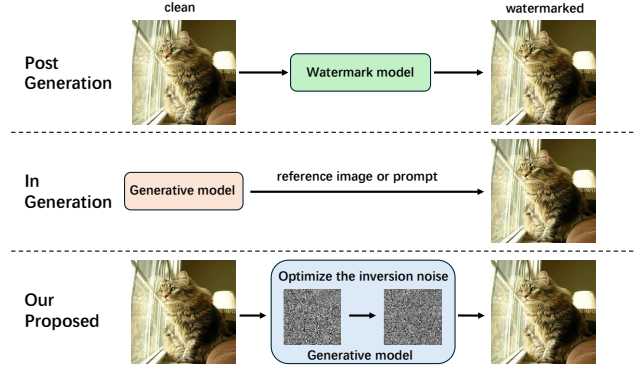 clean
watermarked
Post
Generation
Watermark model
In
Generation
Generative model
reference image or prompt
Our
Proposed
Optimize the inversion noise
Generative model